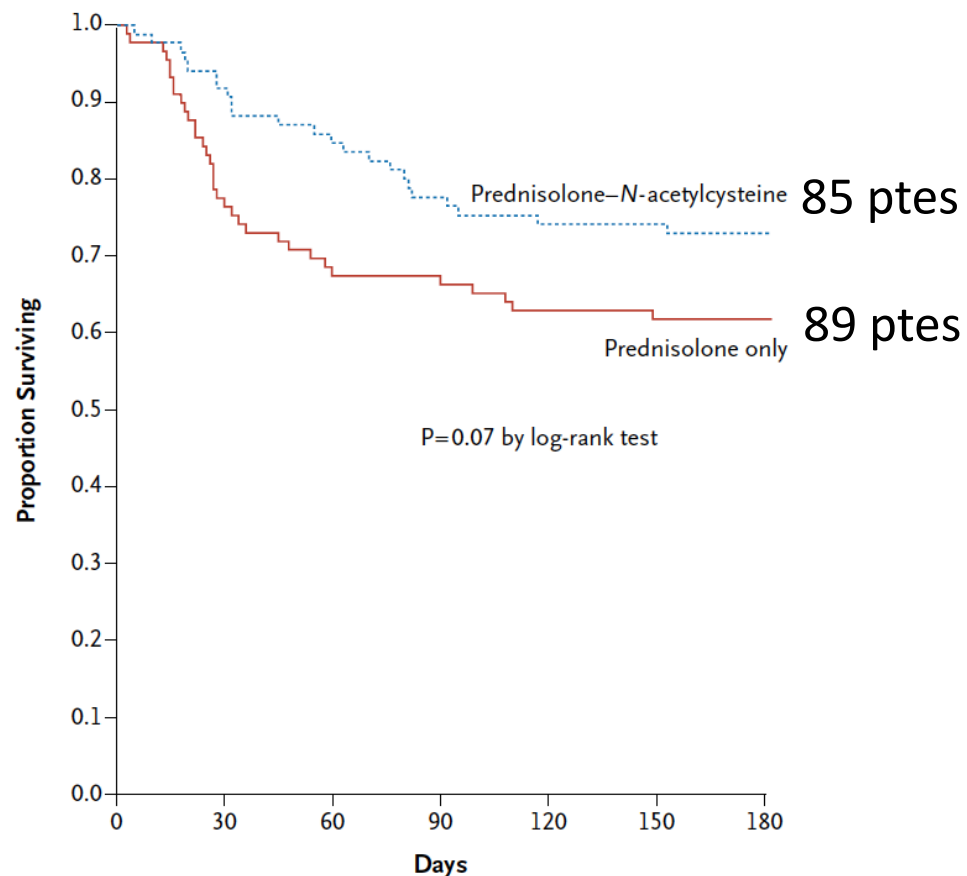 1.0
0.9
0.8
0.7
0.6
0.5
0.4
0.3
0.2
0.1
0.0
Proportion Surviving
Prednisolone–N-acetylcysteine 85 ptes
89 ptes
Prednisolone only
P=0.07 by log-rank test
0 30 60 90 120 150 180
Days